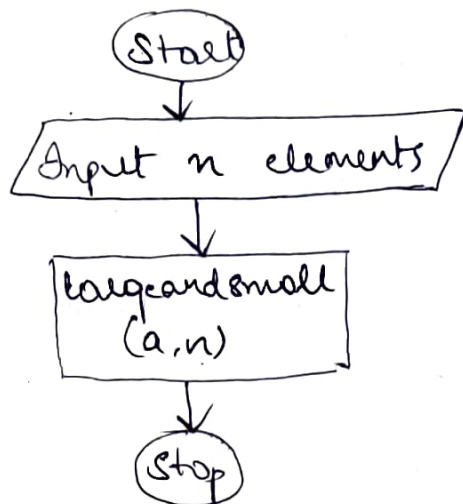 Start
Input n elements
largeandsmall
(a,n)
Stop